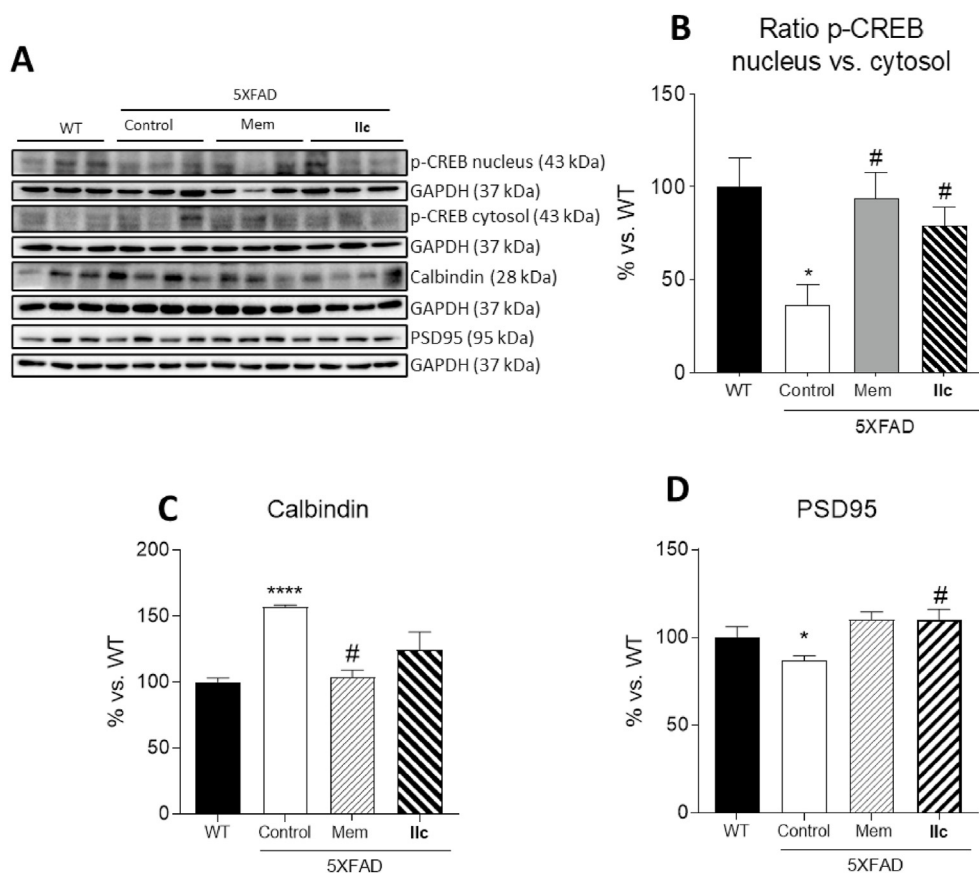 A
5XFAD
WT Control Mem IIc
p-CREB nucleus (43 kDa)
GAPDH (37 kDa)
p-CREB cytosol (43 kDa)
GAPDH (37 kDa)
Calbindin (28 kDa)
GAPDH (37 kDa)
PSD95 (95 kDa)
GAPDH (37 kDa)
B
Ratio p-CREB
nucleus vs. cytosol
% vs. WT
150
100
50
0
*
#
#
WT Control Mem IIc
5XFAD
C
Calbindin
% vs. WT
200
150
100
50
0
****
#
WT Control Mem IIc
5XFAD
D
PSD95
% vs. WT
150
100
50
0
*
#
WT Control Mem IIc
5XFAD